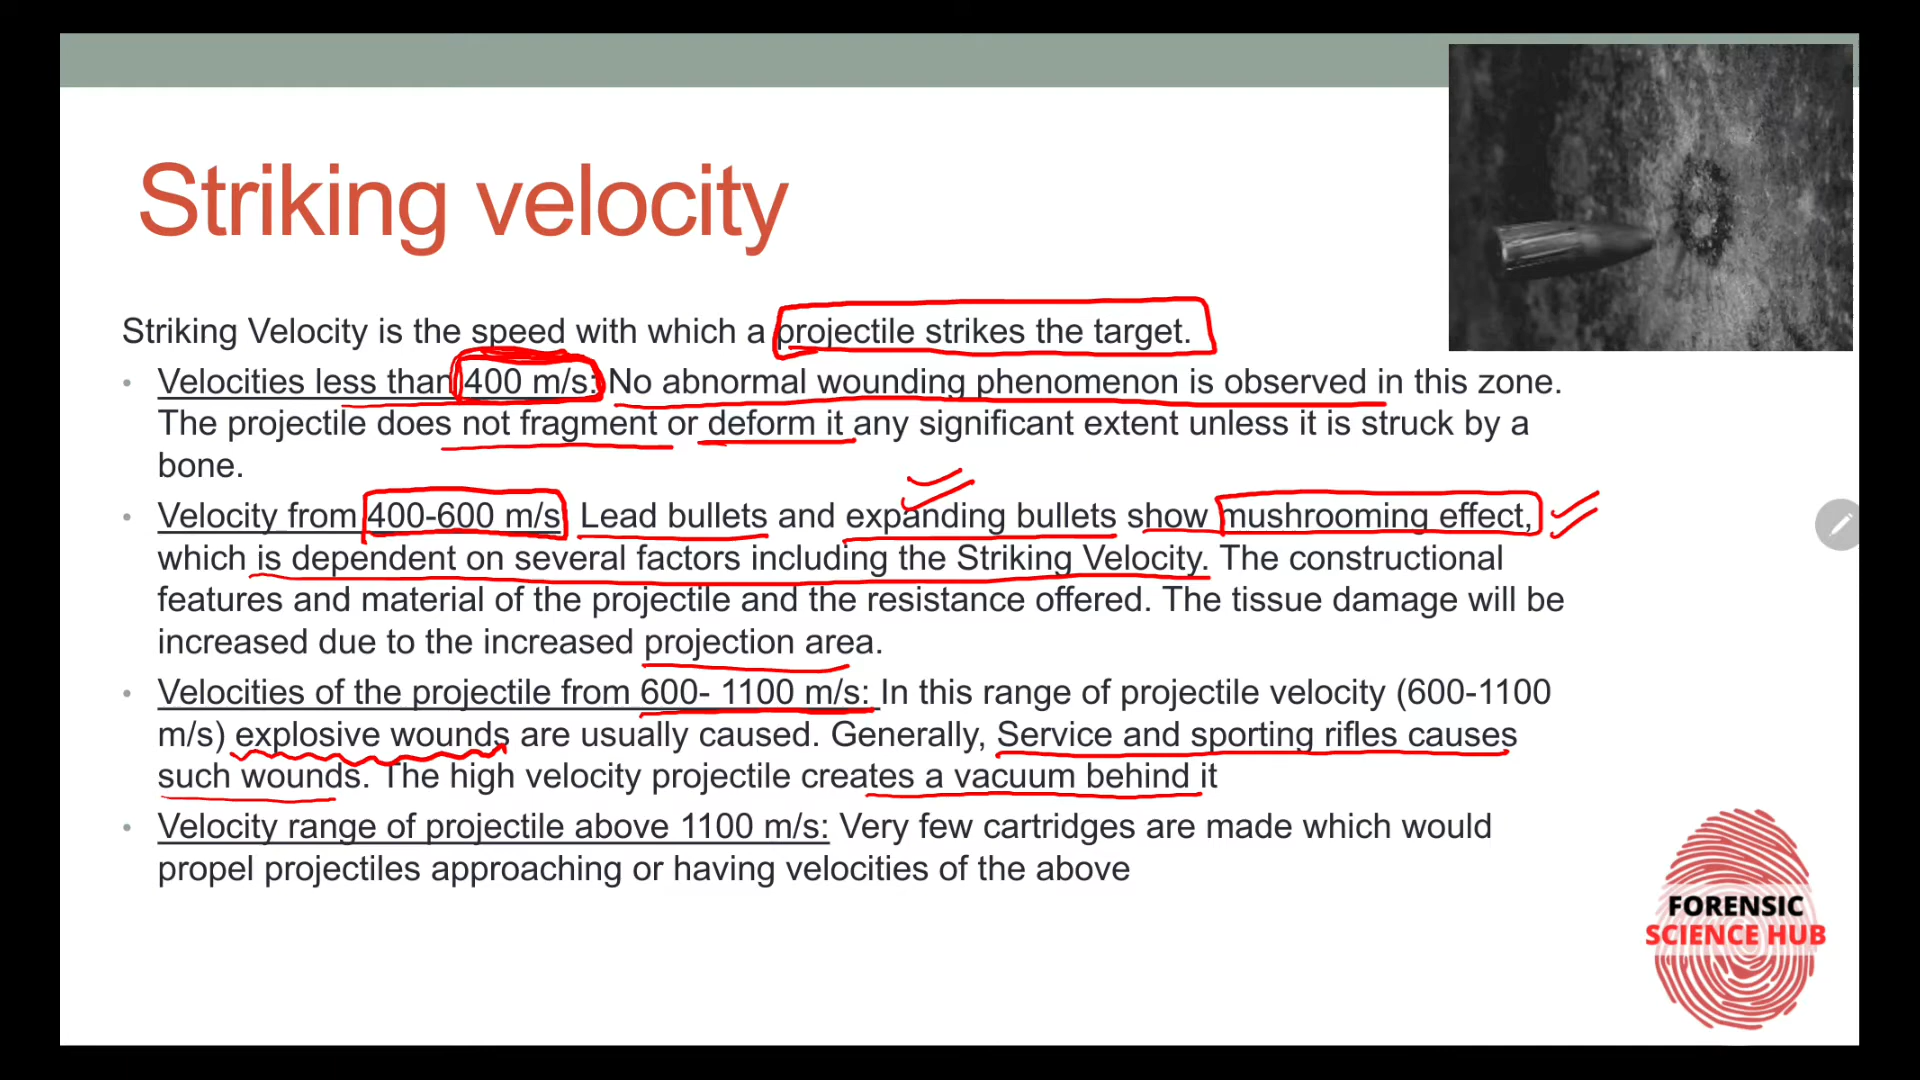 Striking velocity
Striking Velocity is the speed with which a projectile strikes the target.
• Velocities less than 400 m/s: No abnormal wounding phenomenon is observed in this zone.
The projectile does not fragment or deform it any significant extent unless it is struck by a
bone.
• Velocity from 400-600 m/s Lead bullets and expanding bullets show mushrooming effect,
which is dependent on several factors including the Striking Velocity. The constructional
features and material of the projectile and the resistance offered. The tissue damage will be
increased due to the increased projection area.
• Velocities of the projectile from 600- 1100 m/s: In this range of projectile velocity (600-1100
m/s) explosive wounds are usually caused. Generally, Service and sporting rifles causes
such wounds. The high velocity projectile creates a vacuum behind it
• Velocity range of projectile above 1100 m/s: Very few cartridges are made which would
propel projectiles approaching or having velocities of the above
FORENSIC
SCIENCE HUB